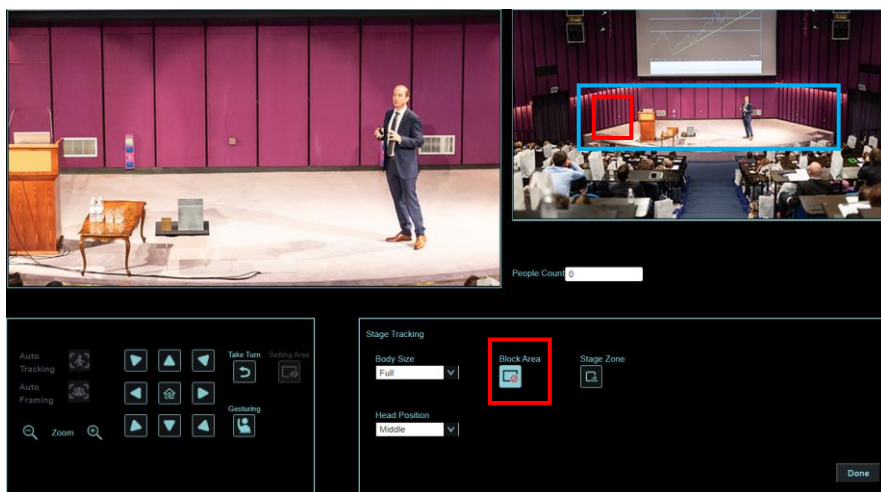 People Count 0
Auto
Tracking
Auto
Framing
Zoom
Take Turn
Setting Area
Gesturing
Stage Tracking
Body Size
Full
Block Area
Stage Zone
Head Position
Middle
Done